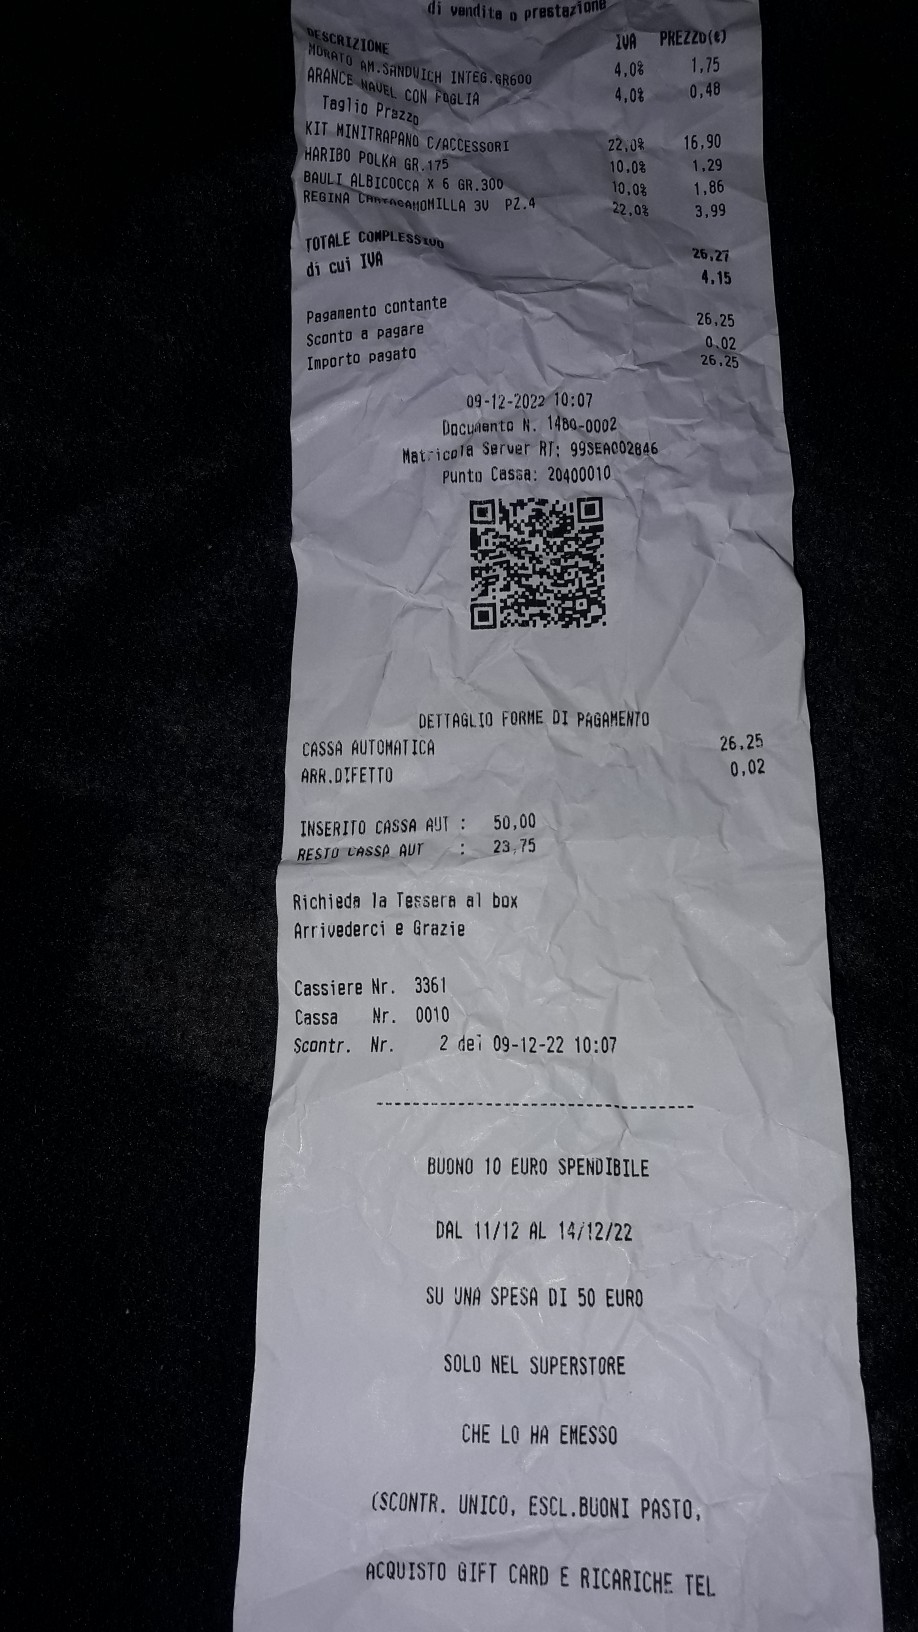 di vendita o prestazione
DESCRIZIONE IVA PREZZO(€)
MORATO AM.SANDWICH INTEG.GR600 4,0% 1,75
ARANCE NAVEL CON FOGLIA 4,0% 0,48
Taglio Prezzo
KIT MINITRAPANO C/ACCESSORI 22,0% 16,90
HARIBO POLKA GR.175 10,0% 1,29
BAULI ALBICOCCA X 6 GR.300 10,0% 1,86
REGINA CARTACAMOMILLA 3V PZ.4 22,0% 3,99
TOTALE COMPLESSIVO 26,27
di cui IVA 4,15
Pagamento contante 26,25
Sconto a pagare 0,02
Importo pagato 26,25
09-12-2022 10:07
Documento N. 1480-0002
Matricola Server RT: 99SEA002846
Punto Cassa: 20400010
DETTAGLIO FORME DI PAGAMENTO
CASSA AUTOMATICA 26,25
ARR.DIFETTO 0,02
INSERITO CASSA AUT : 50,00
RESTO CASSA AUT : 23,75
Richieda la Tessera al box
Arrivederci e Grazie
Cassiere Nr. 3361
Cassa Nr. 0010
Scontr. Nr. 2 del 09-12-22 10:07
--------------------------------
BUONO 10 EURO SPENDIBILE
DAL 11/12 AL 14/12/22
SU UNA SPESA DI 50 EURO
SOLO NEL SUPERSTORE
CHE LO HA EMESSO
(SCONTR. UNICO, ESCL.BUONI PASTO,
ACQUISTO GIFT CARD E RICARICHE TEL